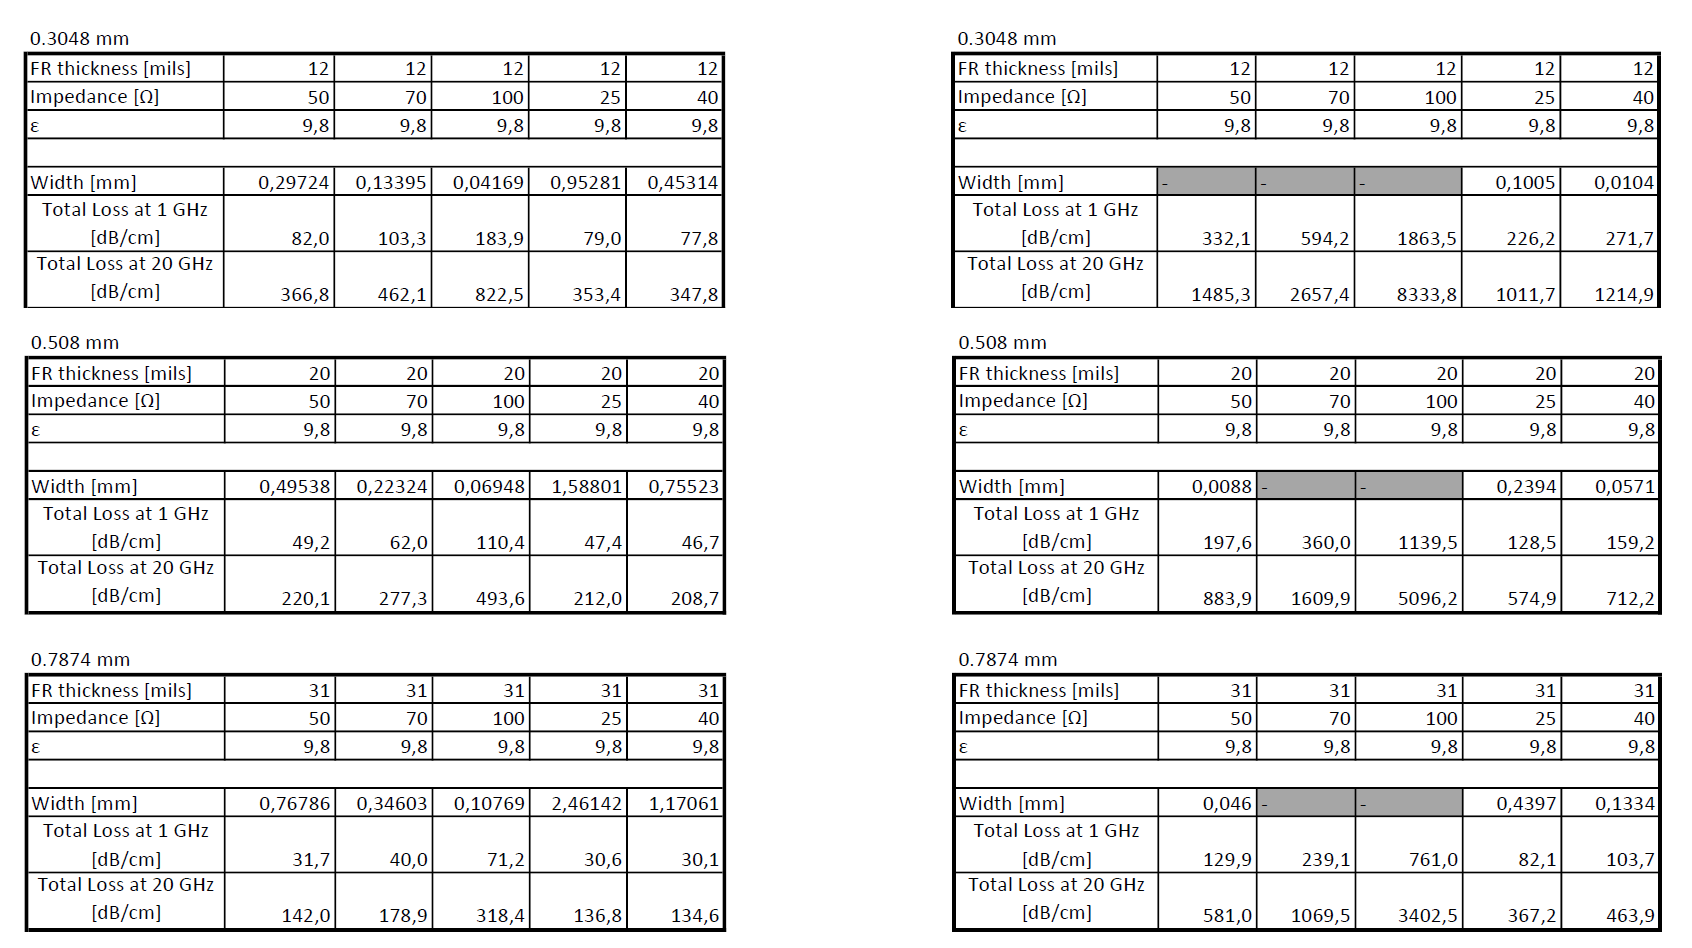 0.3048 mm
FR thickness [mils] 12 12 12 12 12
Impedance [Ω] 50 70 100 25 40
ε 9,8 9,8 9,8 9,8 9,8
Width [mm] 0,29724 0,13395 0,04169 0,95281 0,45314
Total Loss at 1 GHz
[dB/cm] 82,0 103,3 183,9 79,0 77,8
Total Loss at 20 GHz
[dB/cm] 366,8 462,1 822,5 353,4 347,8
0.508 mm
FR thickness [mils] 20 20 20 20 20
Impedance [Ω] 50 70 100 25 40
ε 9,8 9,8 9,8 9,8 9,8
Width [mm] 0,49538 0,22324 0,06948 1,58801 0,75523
Total Loss at 1 GHz
[dB/cm] 49,2 62,0 110,4 47,4 46,7
Total Loss at 20 GHz
[dB/cm] 220,1 277,3 493,6 212,0 208,7
0.7874 mm
FR thickness [mils] 31 31 31 31 31
Impedance [Ω] 50 70 100 25 40
ε 9,8 9,8 9,8 9,8 9,8
Width [mm] 0,76786 0,34603 0,10769 2,46142 1,17061
Total Loss at 1 GHz
[dB/cm] 31,7 40,0 71,2 30,6 30,1
Total Loss at 20 GHz
[dB/cm] 142,0 178,9 318,4 136,8 134,6
0.3048 mm
FR thickness [mils] 12 12 12 12 12
Impedance [Ω] 50 70 100 25 40
ε 9,8 9,8 9,8 9,8 9,8
Width [mm] - - - 0,1005 0,0104
Total Loss at 1 GHz
[dB/cm] 332,1 594,2 1863,5 226,2 271,7
Total Loss at 20 GHz
[dB/cm] 1485,3 2657,4 8333,8 1011,7 1214,9
0.508 mm
FR thickness [mils] 20 20 20 20 20
Impedance [Ω] 50 70 100 25 40
ε 9,8 9,8 9,8 9,8 9,8
Width [mm] 0,0088 - - 0,2394 0,0571
Total Loss at 1 GHz
[dB/cm] 197,6 360,0 1139,5 128,5 159,2
Total Loss at 20 GHz
[dB/cm] 883,9 1609,9 5096,2 574,9 712,2
0.7874 mm
FR thickness [mils] 31 31 31 31 31
Impedance [Ω] 50 70 100 25 40
ε 9,8 9,8 9,8 9,8 9,8
Width [mm] 0,046 - - 0,4397 0,1334
Total Loss at 1 GHz
[dB/cm] 129,9 239,1 761,0 82,1 103,7
Total Loss at 20 GHz
[dB/cm] 581,0 1069,5 3402,5 367,2 463,9